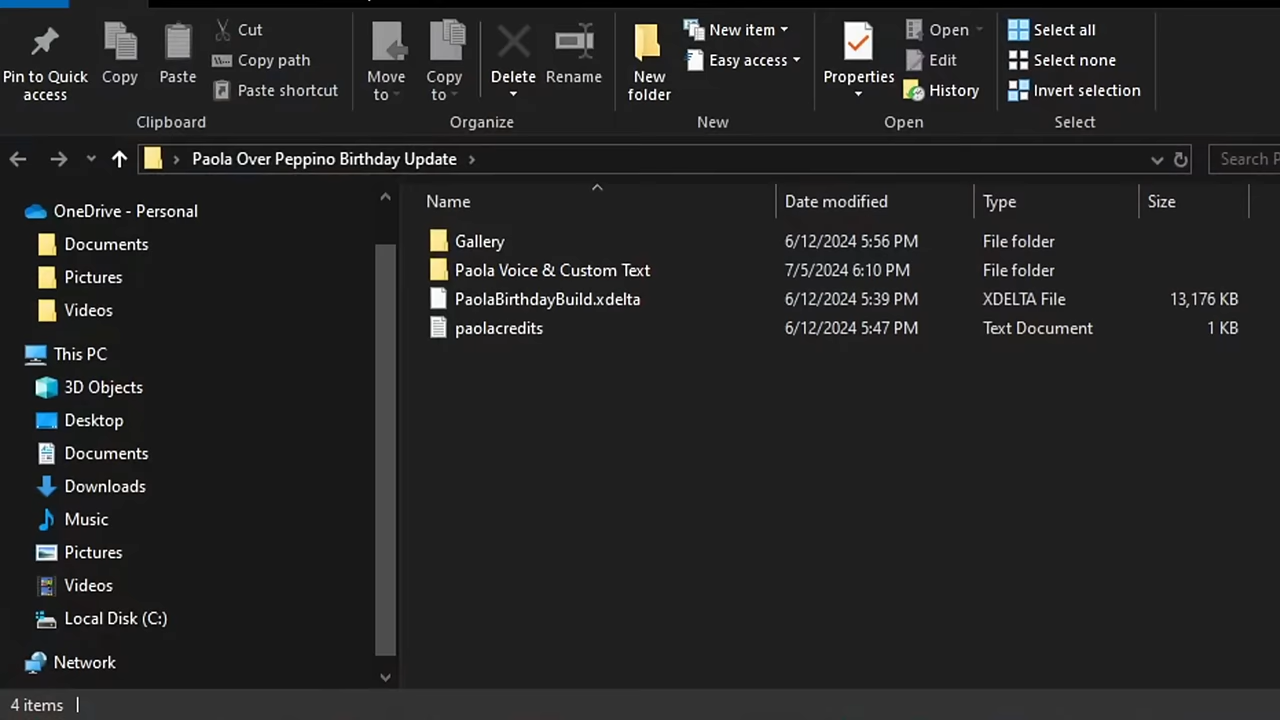 Pin to Quick access
Copy
Paste
Cut
Copy path
Paste shortcut
Clipboard
Move to
Copy to
Delete
Rename
Organize
New folder
New item
Easy access
New
Properties
Open
Edit
History
Open
Select all
Select none
Invert selection
Select
Paola Over Peppino Birthday Update
Search
OneDrive - Personal
Documents
Pictures
Videos
This PC
3D Objects
Desktop
Documents
Downloads
Music
Pictures
Videos
Local Disk (C:)
Network
Name Date modified Type Size
Gallery 6/12/2024 5:56 PM File folder
Paola Voice & Custom Text 7/5/2024 6:10 PM File folder
PaolaBirthdayBuild.xdelta 6/12/2024 5:39 PM XDELTA File 13,176 KB
paolacredits 6/12/2024 5:47 PM Text Document 1 KB
4 items